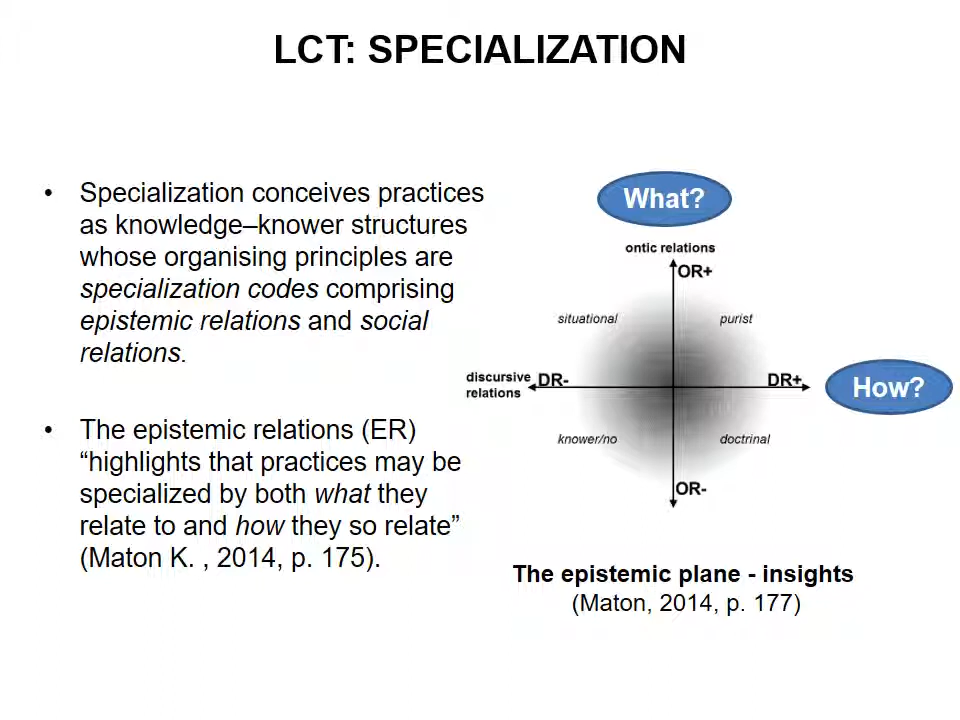 LCT: SPECIALIZATION
• Specialization conceives practices
as knowledge–knower structures
whose organising principles are
specialization codes comprising
epistemic relations and social
relations.
• The epistemic relations (ER)
“highlights that practices may be
specialized by both what they
relate to and how they so relate”
(Maton K. , 2014, p. 175).
What?
ontic relations
OR+
situational
purist
discursive
relations
DR-
DR+
How?
knower/no
doctrinal
OR-
The epistemic plane - insights
(Maton, 2014, p. 177)